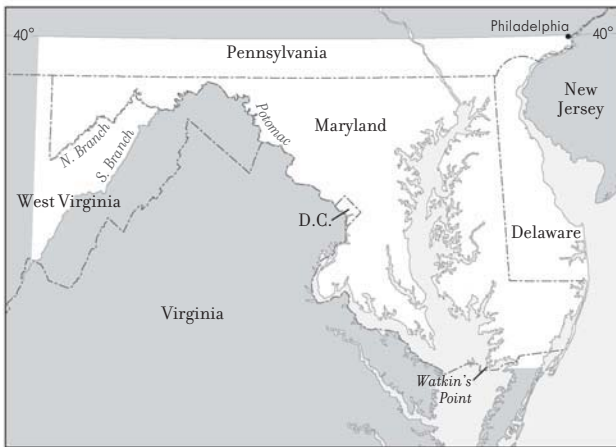 Philadelphia
40°
40°
Pennsylvania
New
Jersey
Potomac
Maryland
N. Branch
S. Branch
West Virginia
D.C.
Delaware
Virginia
Watkin's
Point